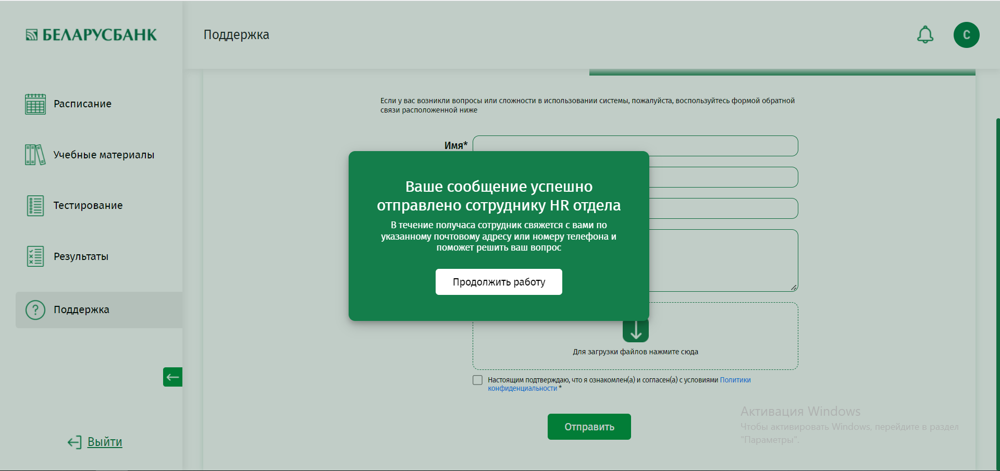 БЕЛАРУСБАНК
Поддержка
С
Расписание
Учебные материалы
Тестирование
Результаты
Поддержка
Выйти
Если у вас возникли вопросы или сложности в использовании системы, пожалуйста, воспользуйтесь формой обратной
связи расположенной ниже
Имя*
Ваше сообщение успешно
отправлено сотруднику HR отдела
В течение получаса сотрудник свяжется с вами по
указанному почтовому адресу или номеру телефона и
поможет решить ваш вопрос
Продолжить работу
Для загрузки файлов нажмите сюда
Настоящим подтверждаю, что я ознакомлен(а) и согласен(а) с условиями Политики
конфиденциальности *
Отправить
Активация Windows
Чтобы активировать Windows, перейдите в раздел
"Параметры".